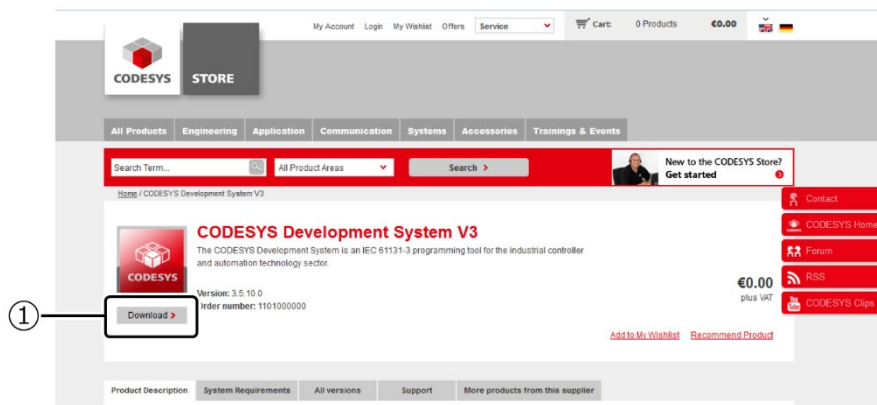 My Account Login My Wishlist Offers Service Cart: 0 Products €0.00
CODESYS STORE
All Products Engineering Application Communication Systems Accessories Trainings & Events
Search Term... All Product Areas Search >
New to the CODESYS Store?
Get started
Home / CODESYS Development System V3
Contact
CODESYS Home
Forum
RSS
CODESYS Clips
CODESYS Development System V3
The CODESYS Development System is an IEC 61131-3 programming tool for the industrial controller
and automation technology sector.
CODESYS
€0.00
plus VAT
Version: 3.5.10.0
Order number: 1101000000
1
Download >
Add to My Wishlist Recommend Product
Product Description System Requirements All versions Support More products from this supplier